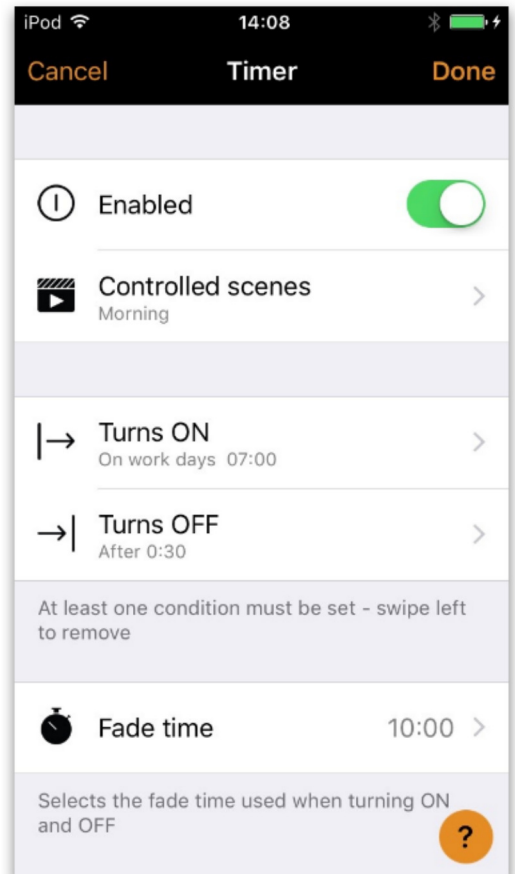 iPod 14:08
Cancel Timer Done
Enabled
Controlled scenes
Morning
Turns ON
On work days 07:00
Turns OFF
After 0:30
At least one condition must be set - swipe left
to remove
Fade time 10:00
Selects the fade time used when turning ON
and OFF
?